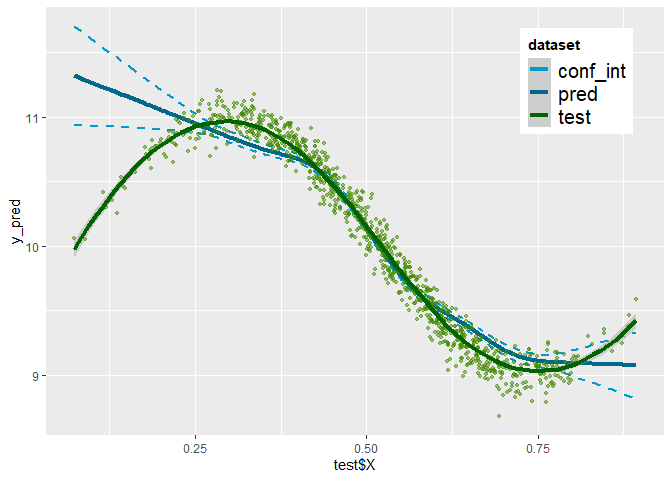 dataset
conf_int
pred
test
11
10
9
y_pred
0.25
0.50
0.75
test$X